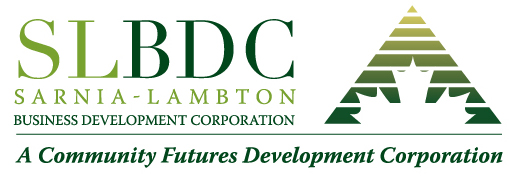 SLBDC
SARNIA-LAMBTON
BUSINESS DEVELOPMENT CORPORATION
A Community Futures Development Corporation